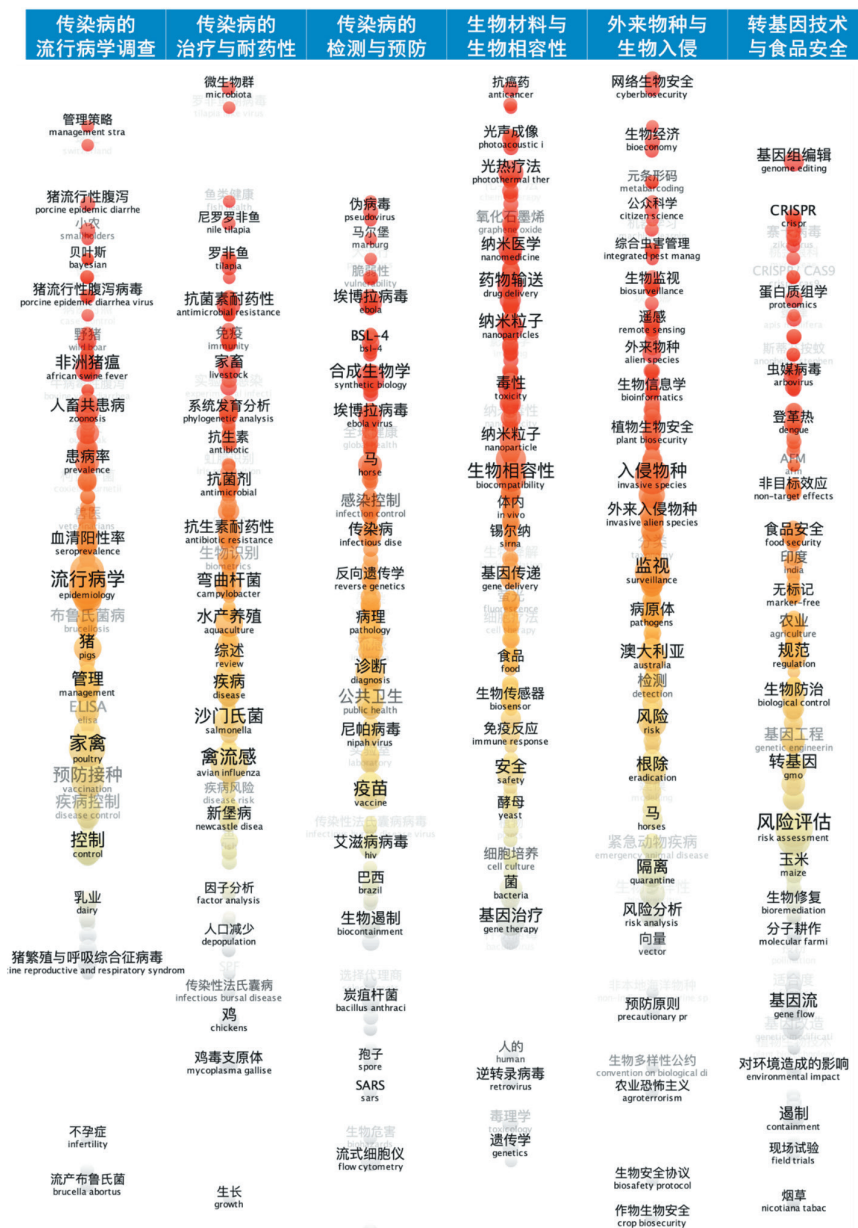 传染病的
流行病学调查
传染病的
治疗与耐药性
传染病的
检测与预防
生物材料与
生物相容性
外来物种与
生物入侵
转基因技术
与食品安全
管理策略
management stra
猪流行性腹泻
porcine epidemic diarrhe
小农
small holders
贝叶斯
bayesian
猪流行性腹泻病毒
porcine epidemic diarrhea virus
野猪
wild boar
非洲猪瘟
african swine fever
人畜共患病
zoonosis
患病率
prevalence
兽医
veterinarians
血清阳性率
seroprevalence
流行病学
epidemiology
布鲁氏菌病
brucellosis
猪
pigs
管理
management
ELISA
elisa
家禽
poultry
预防接种
vaccination
疾病控制
disease control
控制
control
乳业
dairy
猪繁殖与呼吸综合征病毒
cine reproductive and respiratory syndrom
不孕症
infertility
流产布鲁氏菌
brucella abortus
微生物群
microbiota
鱼类健康
fish health
尼罗罗非鱼
nile tilapia
罗非鱼
tilapia
抗菌素耐药性
antimicrobial resistance
免疫
immunity
家畜
livestock
系统发育分析
phylogenetic analysis
抗生素
antibiotic
抗菌剂
antimicrobial
抗生素耐药性
antibiotic resistance
生物识别
biometrics
弯曲杆菌
campylobacter
水产养殖
aquaculture
综述
review
疾病
disease
沙门氏菌
salmonella
禽流感
avian influenza
疾病风险
disease risk
新堡病
newcastle disea
因子分析
factor analysis
人口减少
depopulation
传染性法氏囊病
infectious bursal disease
鸡
chickens
鸡毒支原体
mycoplasma gallise
生长
growth
伪病毒
pseudovirus
马尔堡
marburg
脆弱性
vulnerability
埃博拉病毒
ebola
BSL-4
bsl-4
合成生物学
synthetic biology
埃博拉病毒
ebola virus
全球健康
global health
马
horse
感染控制
infection control
传染病
infectious dise
反向遗传学
reverse genetics
病理
pathology
诊断
diagnosis
公共卫生
public health
尼帕病毒
nipah virus
实验室
laboratory
疫苗
vaccine
传染性法氏囊病病毒
艾滋病病毒
hiv
巴西
brazil
生物遏制
biocontainment
选择代理商
炭疽杆菌
bacillus anthraci
孢子
spore
SARS
sars
生物危害
biohazards
流式细胞仪
flow cytometry
抗癌药
anticancer
光声成像
photoacoustic i
光热疗法
photothermal ther
氧化石墨烯
graphene oxide
纳米医学
nanomedicine
药物输送
drug delivery
纳米粒子
nanoparticles
毒性
toxicity
纳米粒子
nanoparticle
生物相容性
biocompatibility
体内
in vivo
锡尔纳
sirna
基因传递
gene delivery
荧光
fluorescence
细胞疗法
cell therapy
食品
food
生物传感器
biosensor
免疫反应
immune response
安全
safety
酵母
yeast
细胞培养
cell culture
菌
bacteria
基因治疗
gene therapy
人的
human
逆转录病毒
retrovirus
毒理学
toxicology
遗传学
genetics
网络生物安全
cyberbiosecurity
生物经济
bioeconomy
元条形码
metabarcoding
公众科学
citizen science
综合虫害管理
integrated pest manag
生物监视
biosurveillance
遥感
remote sensing
外来物种
alien species
生物信息学
bioinformatics
植物生物安全
plant biosecurity
入侵物种
invasive species
外来入侵物种
invasive alien species
监视
surveillance
病原体
pathogens
澳大利亚
australia
检测
detection
风险
risk
根除
eradication
马
horses
紧急动物疾病
emergency animal disease
隔离
quarantine
风险分析
risk analysis
向量
vector
非本地海洋物种
预防原则
precautionary pr
生物多样性公约
convention on biological di
农业恐怖主义
agroterrorism
生物安全协议
biosafety protocol
作物生物安全
crop biosecurity
基因组编辑
genome editing
CRISPR
crispr
寨卡病毒
CRISPR/ CAS9
蛋白质组学
proteomics
虫媒病毒
arbovirus
登革热
dengue
AFM
afm
非目标效应
non-target effects
食品安全
food security
印度
india
无标记
marker-free
农业
agriculture
规范
regulation
生物防治
biological control
基因工程
genetic engineerin
转基因
gmo
风险评估
risk assessment
玉米
maize
生物修复
bioremediation
分子耕作
molecular farmi
适合度
基因流
gene flow
基因改造
对环境造成的影响
environmental impact
遏制
containment
现场试验
field trials
烟草
nicotiana tabac